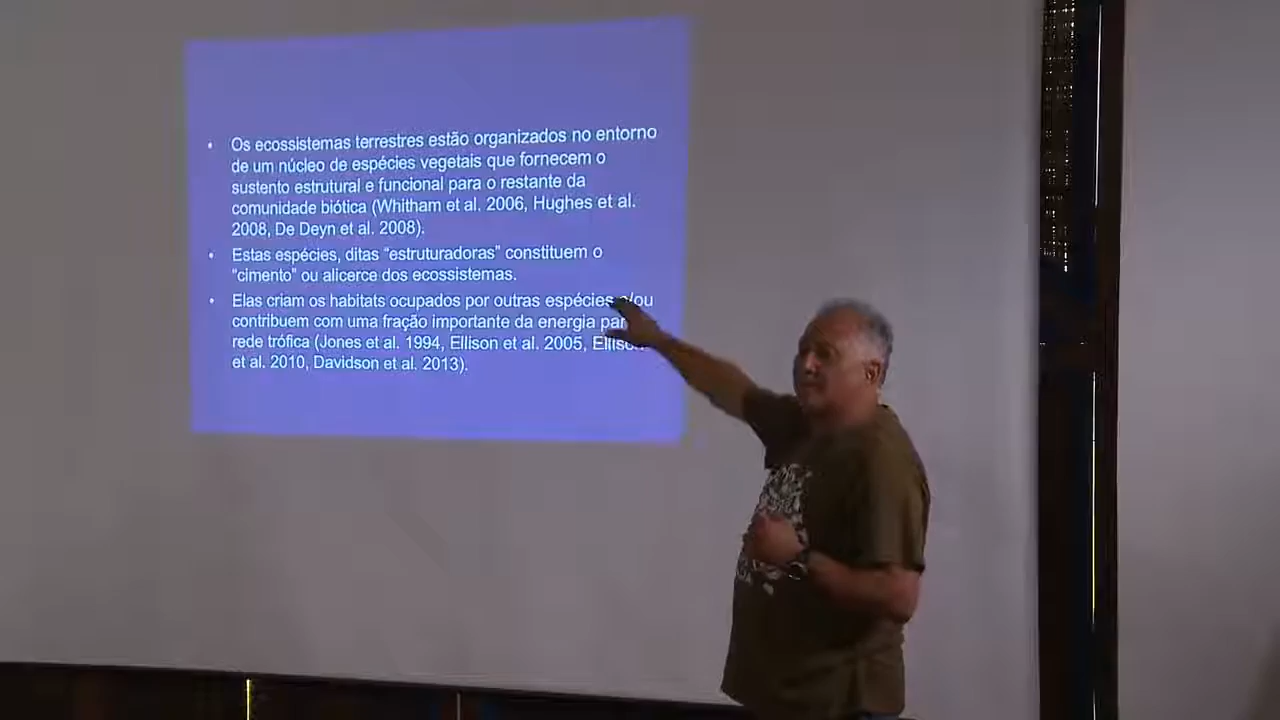 • Os ecossistemas terrestres estão organizados no entorno
de um núcleo de espécies vegetais que fornecem o
sustento estrutural e funcional para o restante da
comunidade biótica (Whitham et al. 2006, Hughes et al.
2008, De Deyn et al. 2008).
• Estas espécies, ditas “estruturadoras” constituem o
“cimento” ou alicerce dos ecossistemas.
• Elas criam os habitats ocupados por outras espécies e/ou
contribuem com uma fração importante da energia
rede trófica (Jones et al. 1994, Ellison et al. 2005,
et al. 2010, Davidson et al. 2013).